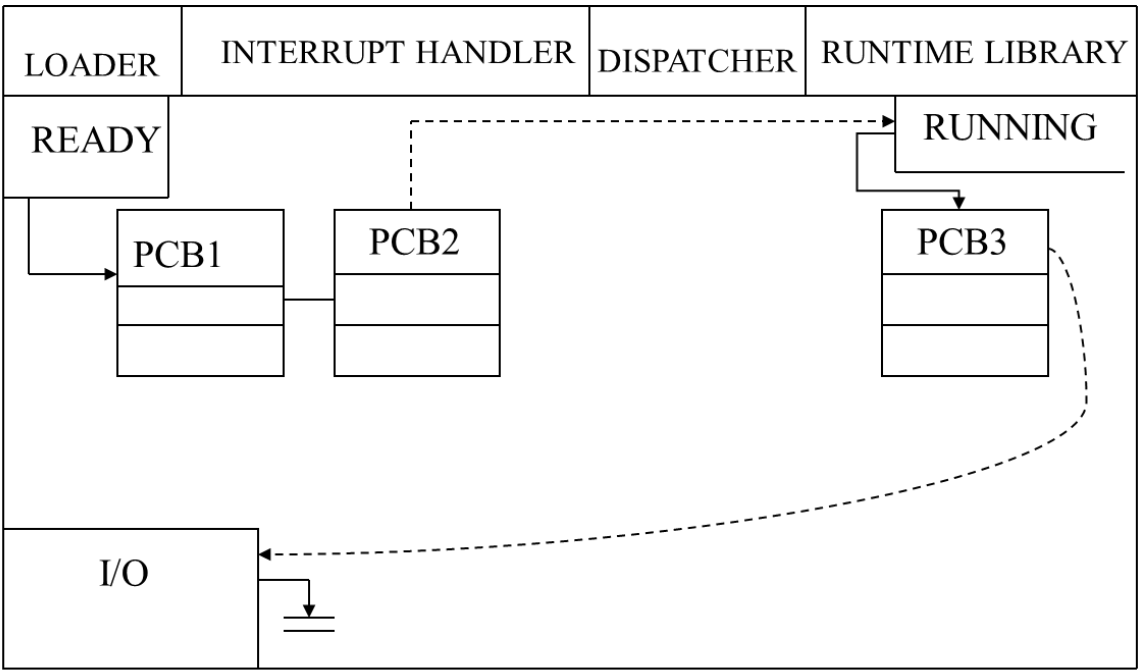 LOADER
INTERRUPT HANDLER
DISPATCHER
RUNTIME LIBRARY
READY
RUNNING
PCB1
PCB2
PCB3
I/O